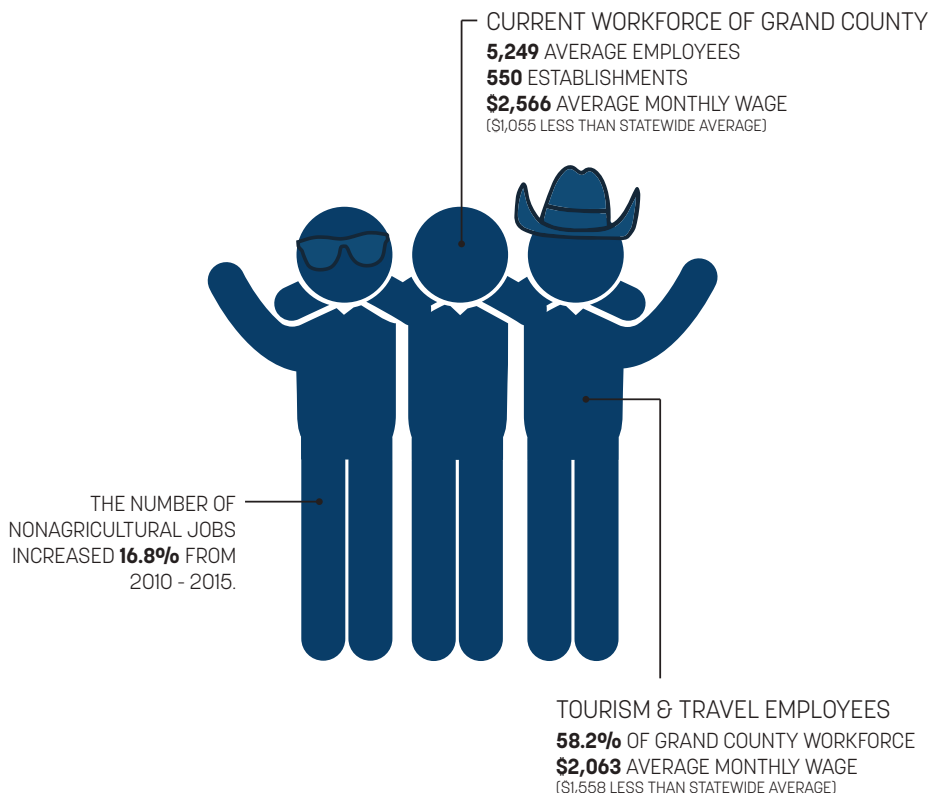 CURRENT WORKFORCE OF GRAND COUNTY
5,249 AVERAGE EMPLOYEES
550 ESTABLISHMENTS
$2,566 AVERAGE MONTHLY WAGE
($1,055 LESS THAN STATEWIDE AVERAGE)
THE NUMBER OF
NONAGRICULTURAL JOBS
INCREASED 16.8% FROM
2010 - 2015.
TOURISM & TRAVEL EMPLOYEES
58.2% OF GRAND COUNTY WORKFORCE
$2,063 AVERAGE MONTHLY WAGE
($1,558 LESS THAN STATEWIDE AVERAGE)